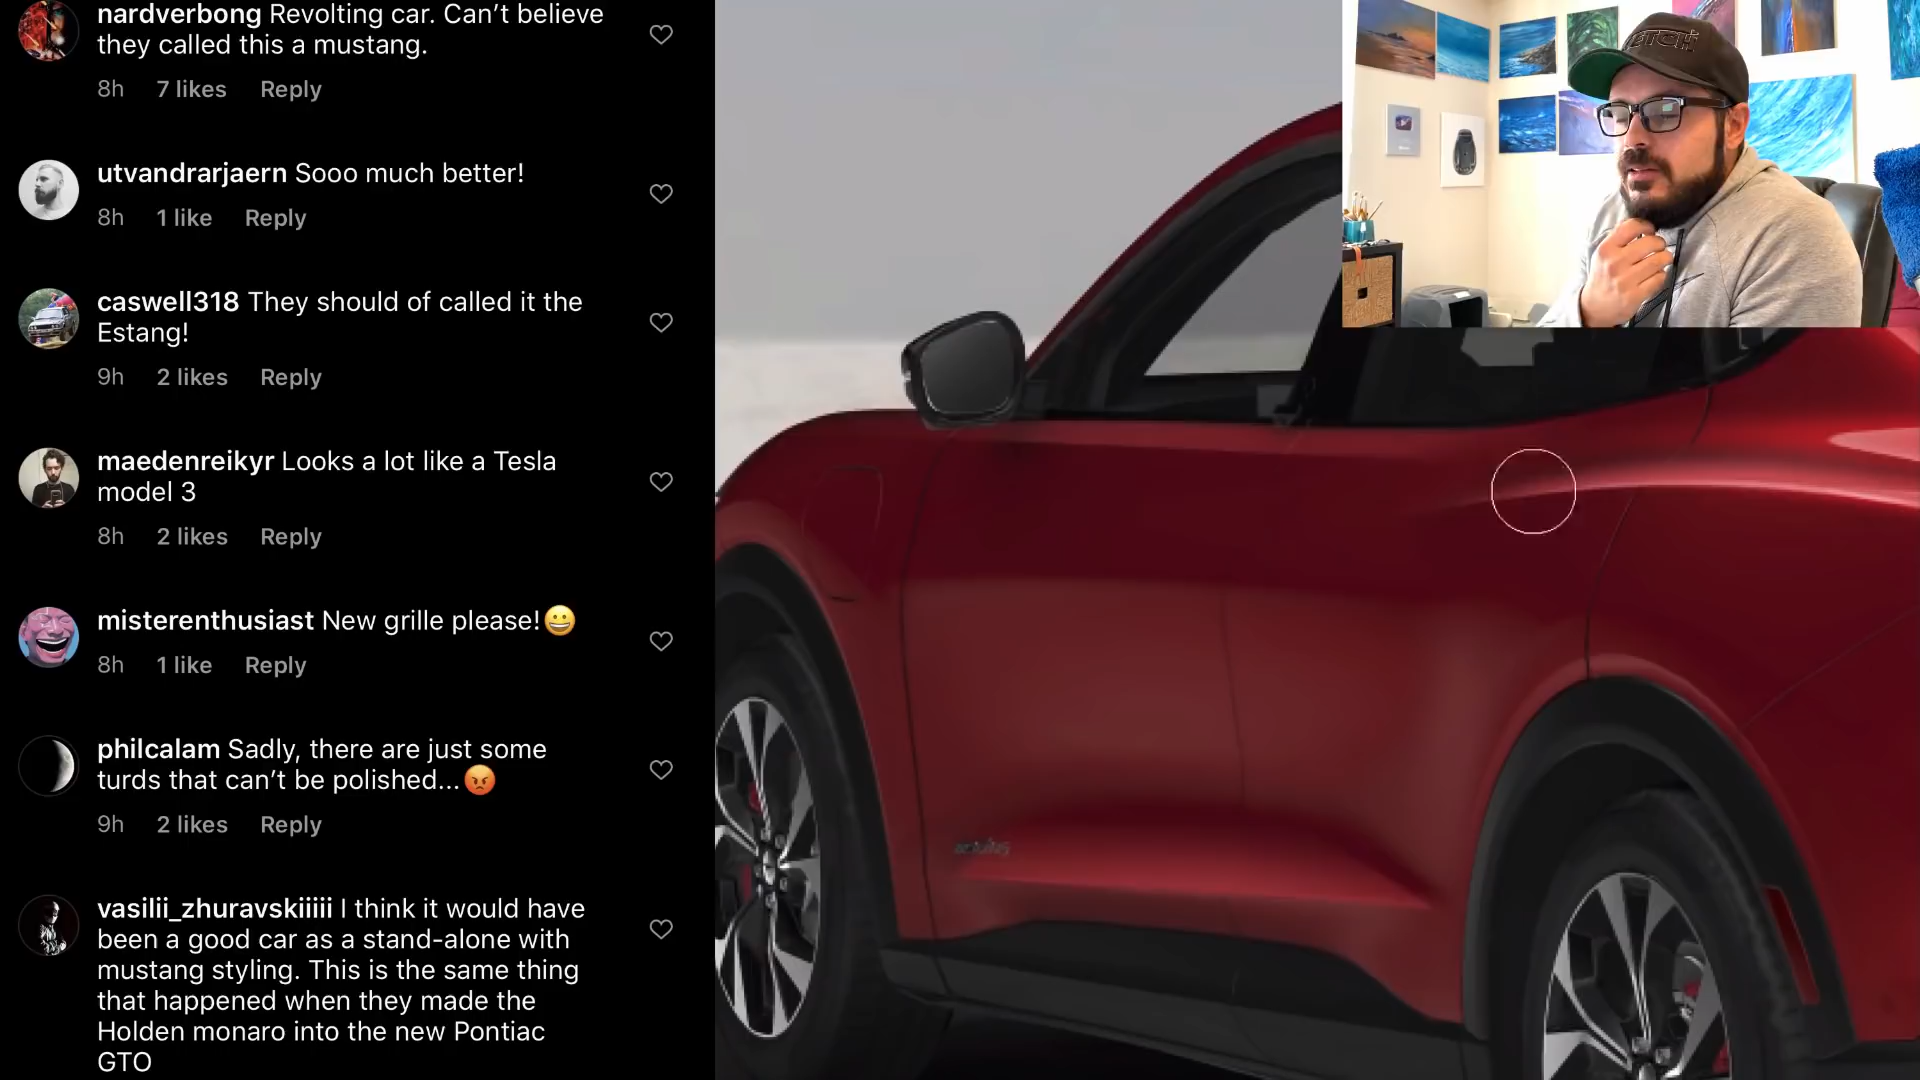 nardverbong Revolting car. Can’t believe
they called this a mustang.
8h 7 likes Reply
utvandrarjaern Sooo much better!
8h 1 like Reply
caswell318 They should of called it the
Estang!
9h 2 likes Reply
maedenreikyr Looks a lot like a Tesla
model 3
8h 2 likes Reply
misterenthusiast New grille please!😀
8h 1 like Reply
philcalam Sadly, there are just some
turds that can’t be polished...😡
9h 2 likes Reply
vasilii_zhuravskiiiii I think it would have
been a good car as a stand-alone with
mustang styling. This is the same thing
that happened when they made the
Holden monaro into the new Pontiac
GTO